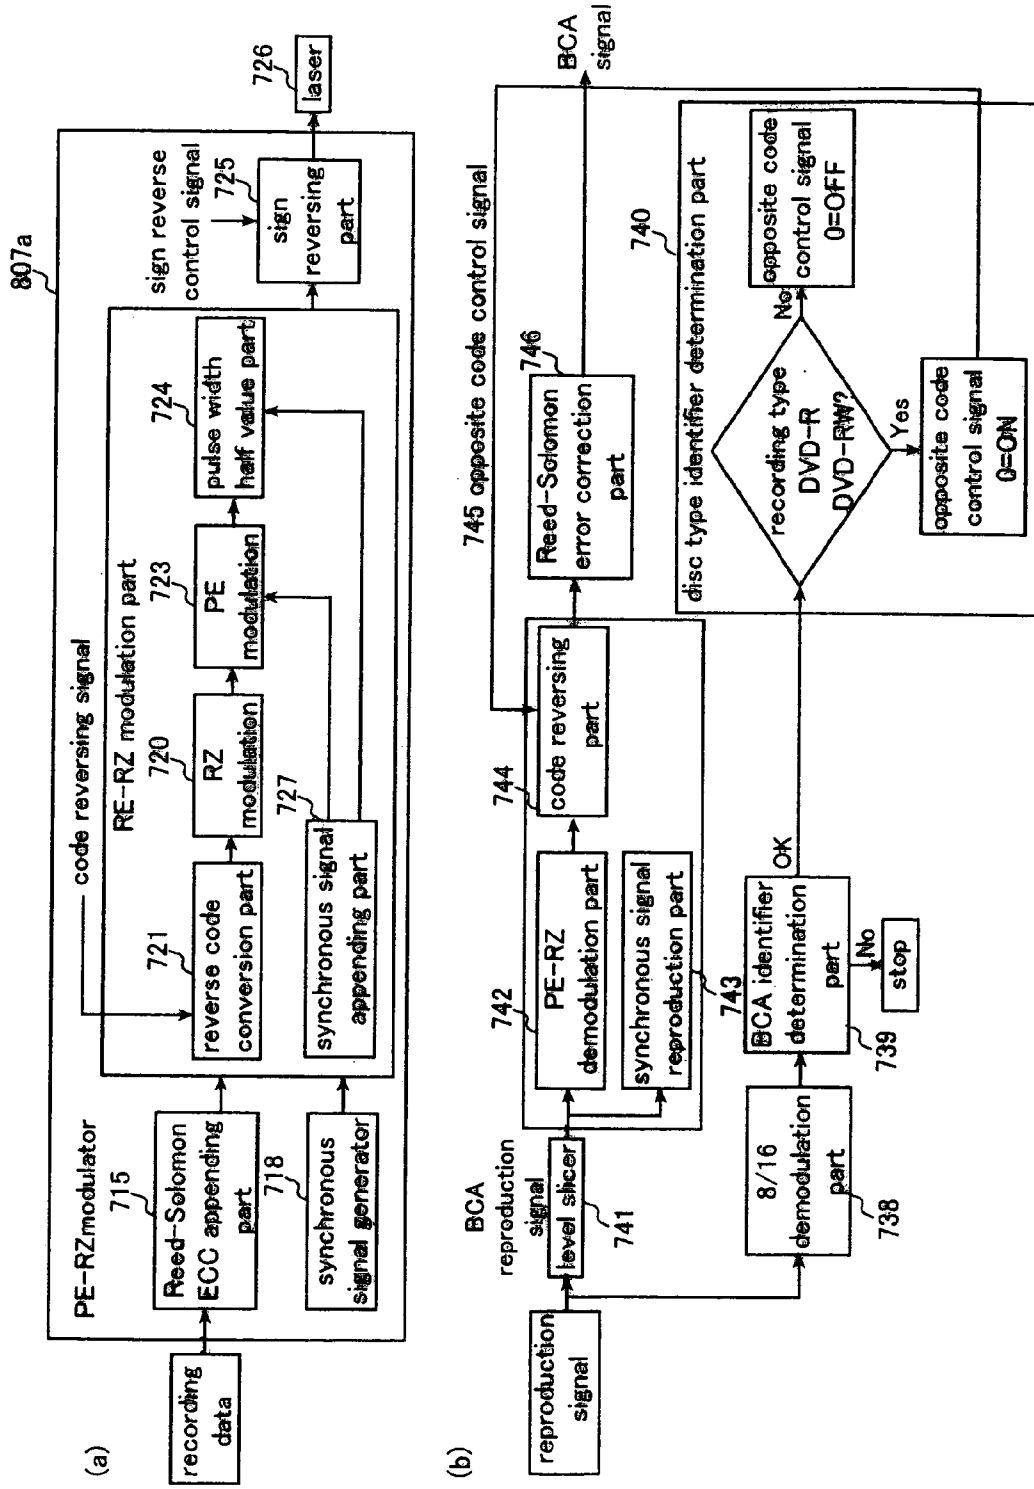 (a)
807a
PE-RZmodulator
recording
data
715
Reed-Solomon
ECC appending
part
718
synchronous
signal generator
code reversing signal
RE-RZ modulation part
721
reverse code
conversion part
720
RZ
modulation
723
PE
modulation
724
pulse width
half value part
727
synchronous signal
appending part
sign reverse
control signal
725
sign
reversing
part
726
laser
(b)
reproduction
signal
BCA
reproduction
signal
level slicer
741
742
PE-RZ
demodulation part
synchronous signal
reproduction part
743
744
code reversing
part
745 opposite code control signal
746
Reed-Solomon
error correction
part
BCA
signal
8/16
demodulation
part
738
BCA identifier
determination
part
739
No
stop
OK
740
disc type identifier determination part
recording type
DVD-R
DVD-RW?
No
opposite code
control signal
0=OFF
Yes
opposite code
control signal
0=ON